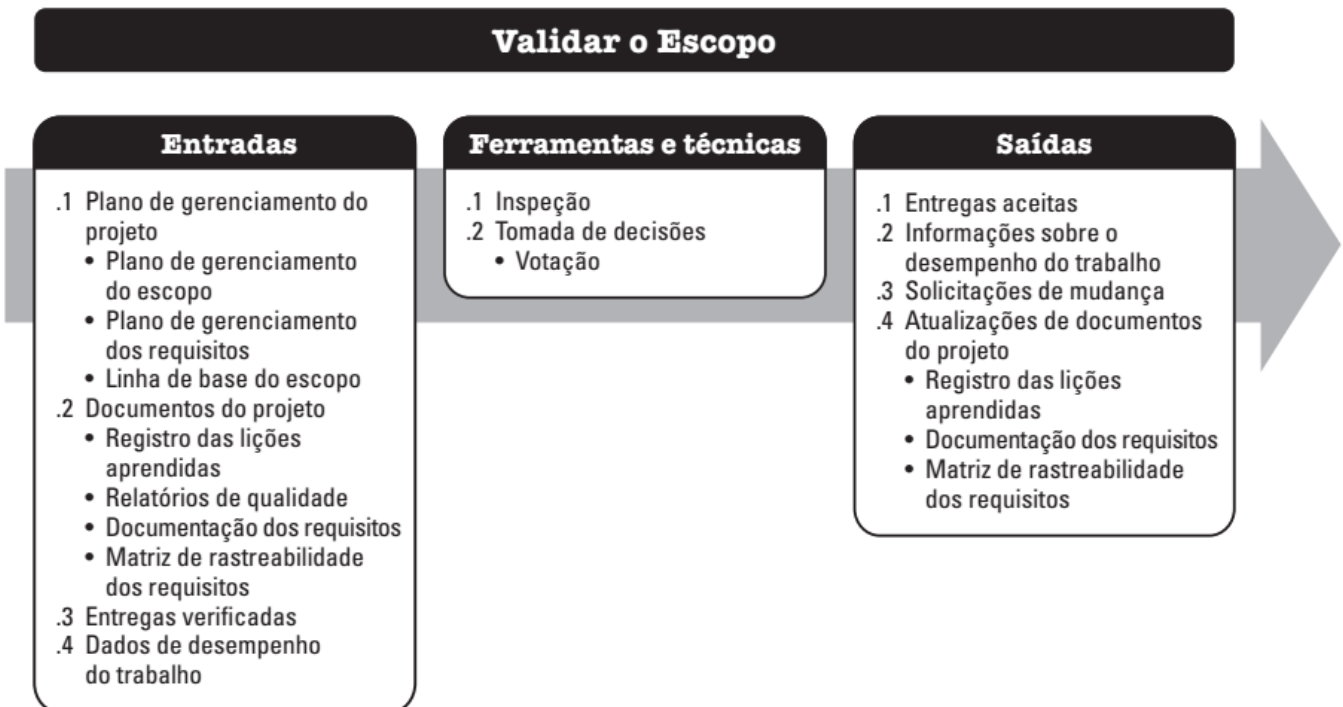 Validar o Escopo
Entradas
.1 Plano de gerenciamento do
projeto
• Plano de gerenciamento
do escopo
• Plano de gerenciamento
dos requisitos
• Linha de base do escopo
.2 Documentos do projeto
• Registro das lições
aprendidas
• Relatórios de qualidade
• Documentação dos requisitos
• Matriz de rastreabilidade
dos requisitos
.3 Entregas verificadas
.4 Dados de desempenho
do trabalho
Ferramentas e técnicas
.1 Inspeção
.2 Tomada de decisões
• Votação
Saídas
.1 Entregas aceitas
.2 Informações sobre o
desempenho do trabalho
.3 Solicitações de mudança
.4 Atualizações de documentos
do projeto
• Registro das lições
aprendidas
• Documentação dos requisitos
• Matriz de rastreabilidade
dos requisitos